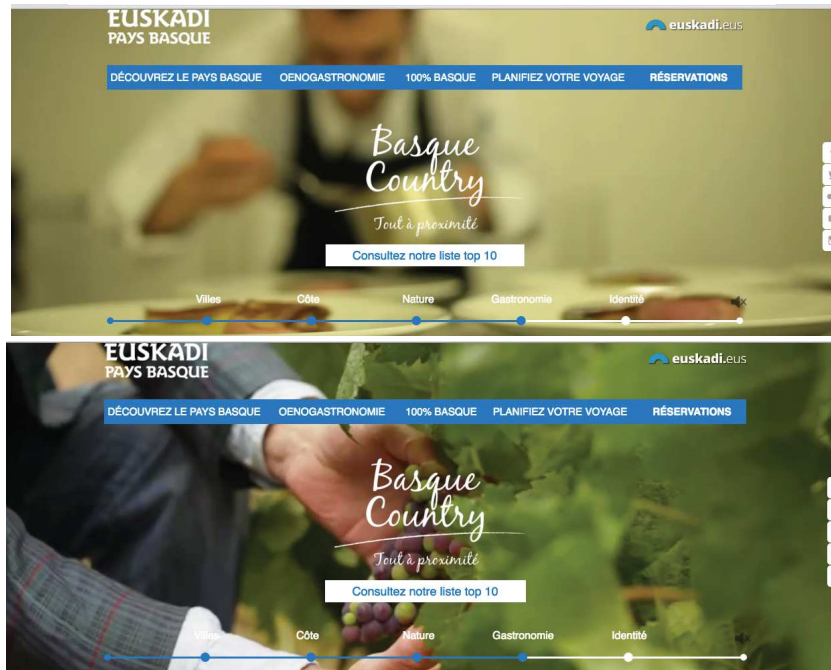 EUSKADI
PAYS BASQUE
euskadi.eus
DÉCOUVREZ LE PAYS BASQUE OENOGASTRONOMIE 100% BASQUE PLANIFIEZ VOTRE VOYAGE RÉSERVATIONS
Basque
Country
Tout à proximité
Consultez notre liste top 10
Villes Côte Nature Gastronomie Identité
EUSKADI
PAYS BASQUE
euskadi.eus
DÉCOUVREZ LE PAYS BASQUE OENOGASTRONOMIE 100% BASQUE PLANIFIEZ VOTRE VOYAGE RÉSERVATIONS
Basque
Country
Tout à proximité
Consultez notre liste top 10
Villes Côte Nature Gastronomie Identité